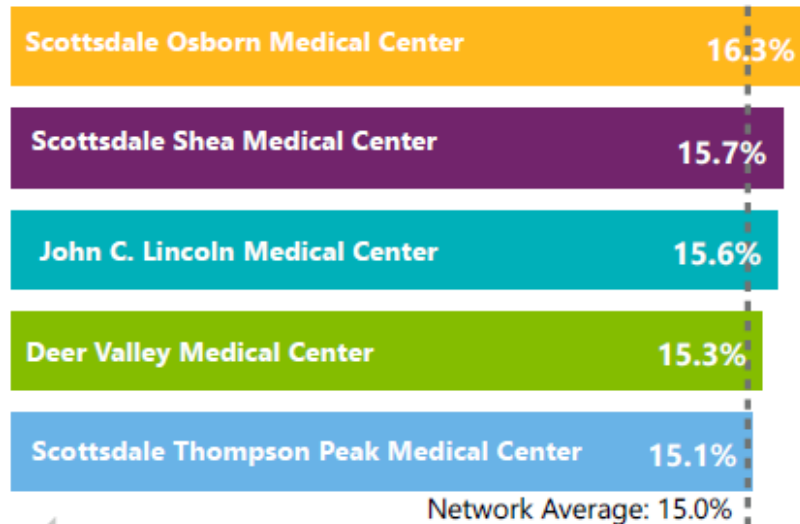 Scottsdale Osborn Medical Center 16.3%
Scottsdale Shea Medical Center 15.7%
John C. Lincoln Medical Center 15.6%
Deer Valley Medical Center 15.3%
Scottsdale Thompson Peak Medical Center 15.1%
Network Average: 15.0%